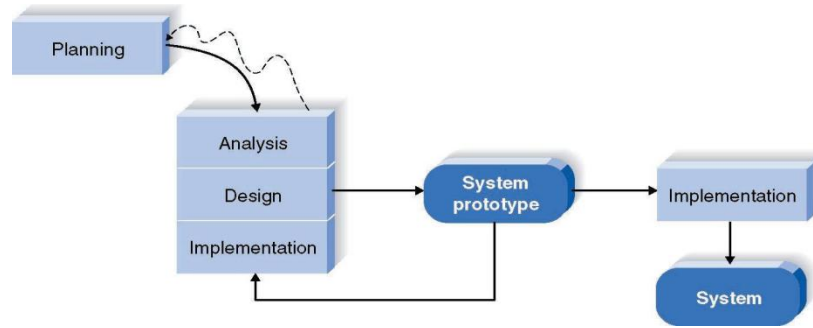 Planning
Analysis
Design
Implementation
System
prototype
Implementation
System